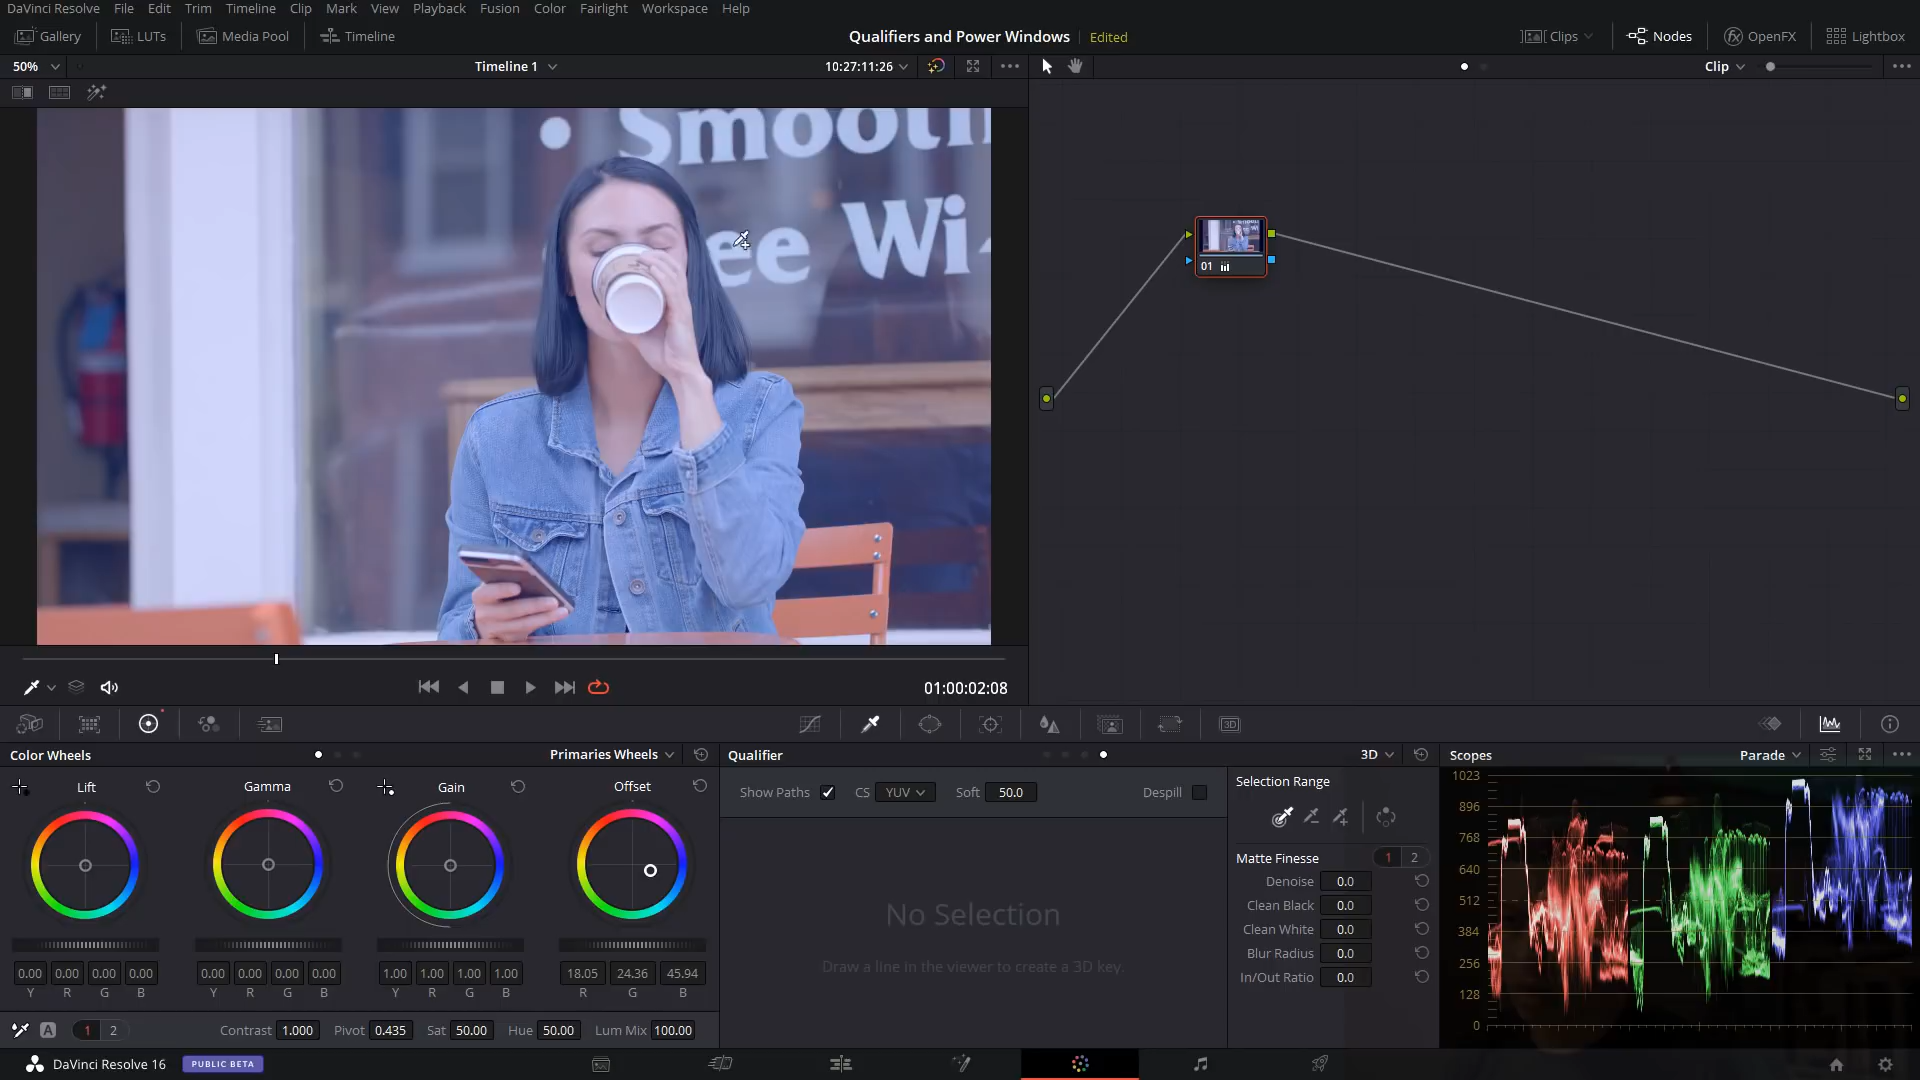 DaVinci Resolve File Edit Trim Timeline Clip Mark View Playback Fusion Color Fairlight Workspace Help
Gallery LUTs Media Pool Timeline Qualifiers and Power Windows Edited Clips Nodes OpenFX Lightbox
50% Timeline 1 10:27:11:26 Clip
• Smooth
ee Wi
01
01:00:02:08
3D
Color Wheels Primaries Wheels Qualifier 3D Scopes Parade
Lift Gamma Gain Offset
Show Paths CS YUV Soft 50.0 Despill
Selection Range
Matte Finesse 1 2
Denoise 0.0
Clean Black 0.0
Clean White 0.0
Blur Radius 0.0
In/Out Ratio 0.0
No Selection
Draw a line in the viewer to create a 3D key.
1023
896
768
640
512
384
256
128
0
0.00 0.00 0.00 0.00 0.00 0.00 0.00 0.00 1.00 1.00 1.00 1.00 18.05 24.36 45.94
Y R G B Y R G B Y R G B R G B
A 1 2 Contrast 1.000 Pivot 0.435 Sat 50.00 Hue 50.00 Lum Mix 100.00
DaVinci Resolve 16 PUBLIC BETA